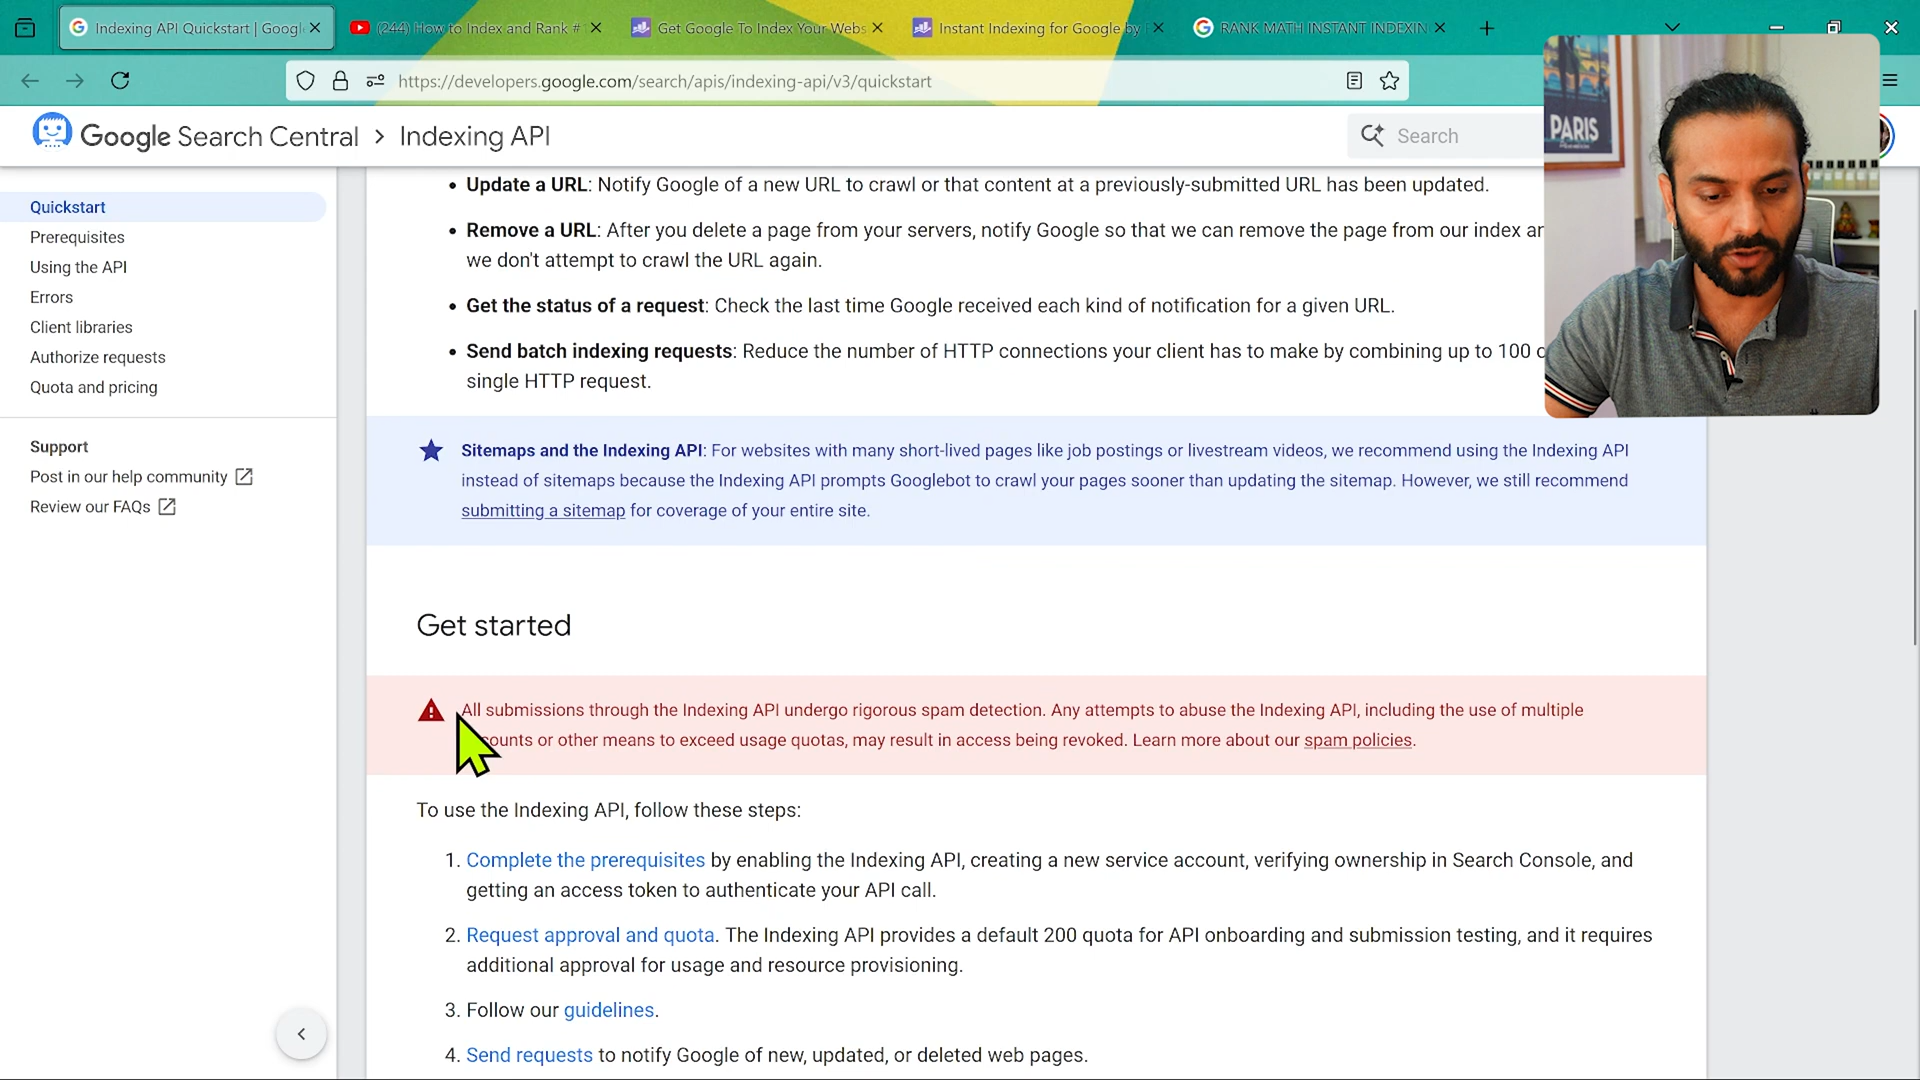 Indexing API Quickstart | Googl
(244) How to Index and Rank #
Get Google To Index Your Webs
Instant Indexing for Google by
RANK MATH INSTANT INDEXIN
https://developers.google.com/search/apis/indexing-api/v3/quickstart
Google Search Central > Indexing API
Search
PARIS
Quickstart
Prerequisites
Using the API
Errors
Client libraries
Authorize requests
Quota and pricing
Support
Post in our help community
Review our FAQs
• Update a URL: Notify Google of a new URL to crawl or that content at a previously-submitted URL has been updated.
• Remove a URL: After you delete a page from your servers, notify Google so that we can remove the page from our index
we don't attempt to crawl the URL again.
• Get the status of a request: Check the last time Google received each kind of notification for a given URL.
• Send batch indexing requests: Reduce the number of HTTP connections your client has to make by combining up to 100
single HTTP request.
Sitemaps and the Indexing API: For websites with many short-lived pages like job postings or livestream videos, we recommend using the Indexing API
instead of sitemaps because the Indexing API prompts Googlebot to crawl your pages sooner than updating the sitemap. However, we still recommend
submitting a sitemap for coverage of your entire site.
Get started
All submissions through the Indexing API undergo rigorous spam detection. Any attempts to abuse the Indexing API, including the use of multiple
counts or other means to exceed usage quotas, may result in access being revoked. Learn more about our spam policies.
To use the Indexing API, follow these steps:
1. Complete the prerequisites by enabling the Indexing API, creating a new service account, verifying ownership in Search Console, and
getting an access token to authenticate your API call.
2. Request approval and quota. The Indexing API provides a default 200 quota for API onboarding and submission testing, and it requires
additional approval for usage and resource provisioning.
3. Follow our guidelines.
4. Send requests to notify Google of new, updated, or deleted web pages.